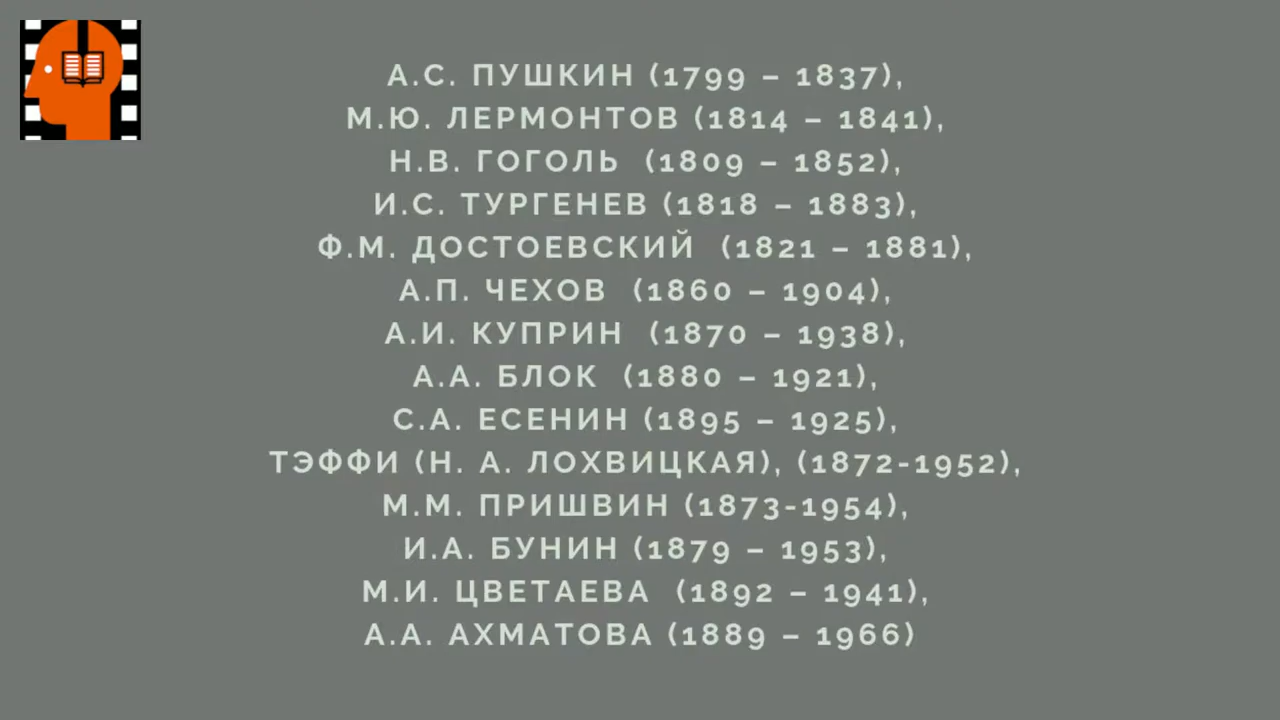 А.С. ПУШКИН (1799 – 1837),
М.Ю. ЛЕРМОНТОВ (1814 – 1841),
Н.В. ГОГОЛЬ (1809 – 1852),
И.С. ТУРГЕНЕВ (1818 – 1883),
Ф.М. ДОСТОЕВСКИЙ (1821 – 1881),
А.П. ЧЕХОВ (1860 – 1904),
А.И. КУПРИН (1870 – 1938),
А.А. БЛОК (1880 – 1921),
С.А. ЕСЕНИН (1895 – 1925),
ТЭФФИ (Н. А. ЛОХВИЦКАЯ), (1872-1952),
М.М. ПРИШВИН (1873-1954),
И.А. БУНИН (1879 – 1953),
М.И. ЦВЕТАЕВА (1892 – 1941),
А.А. АХМАТОВА (1889 – 1966)